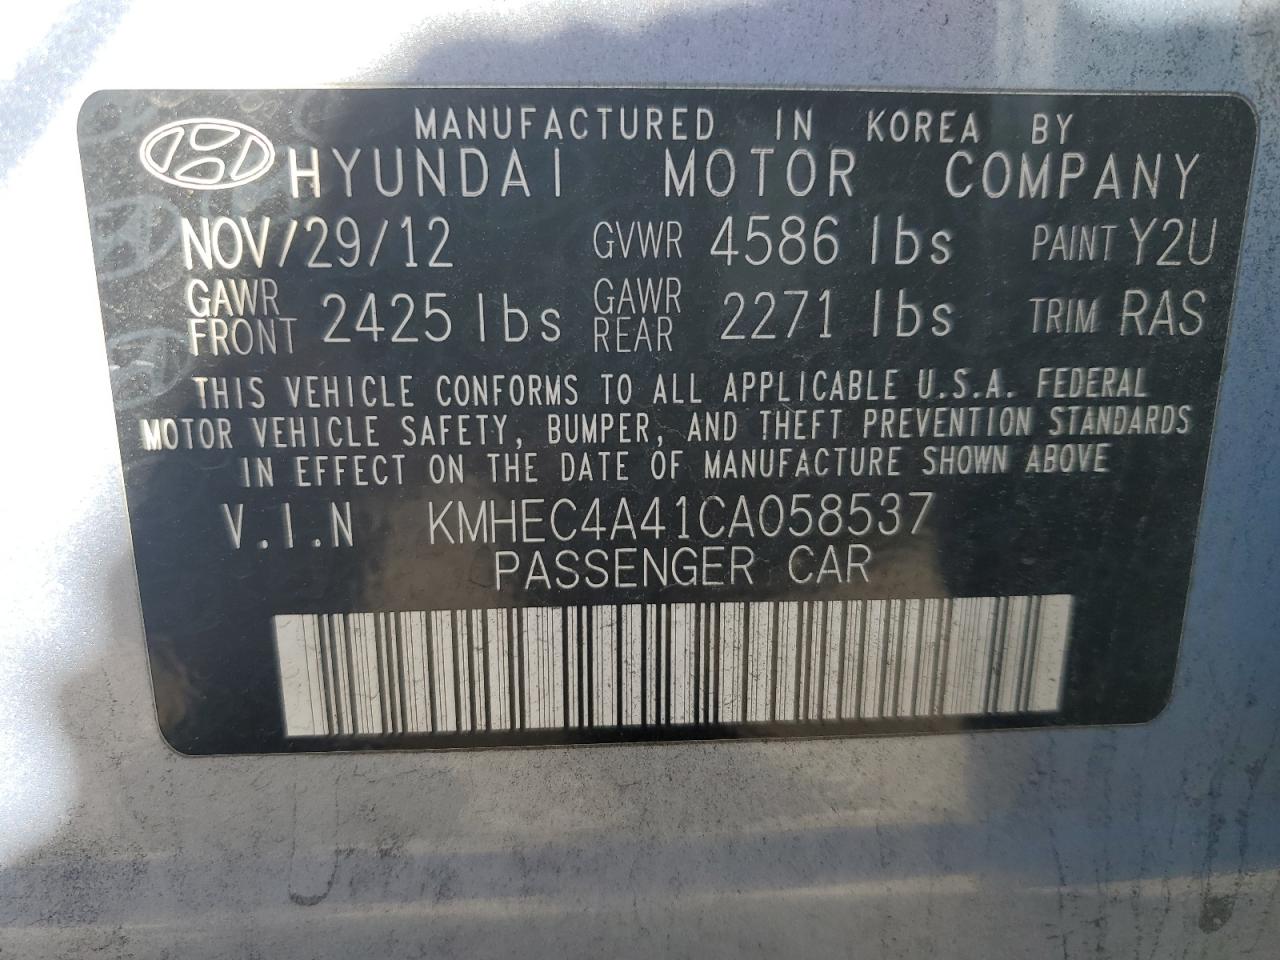 MANUFACTURED IN KOREA BY
HYUNDAI MOTOR COMPANY
NOV/29/12 GVWR 4586 lbs PAINT Y2U
GAWR FRONT 2425 lbs GAWR REAR 2271 lbs TRIM RAS
THIS VEHICLE CONFORMS TO ALL APPLICABLE U.S.A. FEDERAL
MOTOR VEHICLE SAFETY, BUMPER, AND THEFT PREVENTION STANDARDS
IN EFFECT ON THE DATE OF MANUFACTURE SHOWN ABOVE
V.I.N KMHEC4A41CA058537
PASSENGER CAR